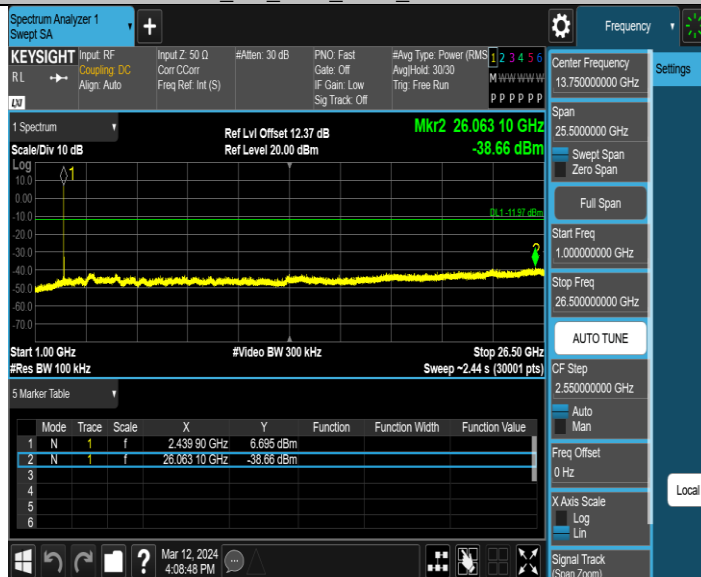 Spectrum Analyzer 1
Swept SA
+
Frequency
KEYSIGHT
RL
LXI
Input: RF
Coupling: DC
Align: Auto
Input Z: 50 Ω
Corr CCorr
Freq Ref: Int (S)
#Atten: 30 dB
PNO: Fast
Gate: Off
IF Gain: Low
Sig Track: Off
#Avg Type: Power (RMS
Avg|Hold: 30/30
Trig: Free Run
1 2 3 4 5 6
M W W W W W
P P P P P P
1 Spectrum
Scale/Div 10 dB
Ref Lvl Offset 12.37 dB
Ref Level 20.00 dBm
Mkr2 26.063 10 GHz
-38.66 dBm
Log
10.0
0.00
-10.0
-20.0
-30.0
-40.0
-50.0
-60.0
-70.0
1
DL1 -11.97 dBm
2
Start 1.00 GHz
#Res BW 100 kHz
#Video BW 300 kHz
Stop 26.50 GHz
Sweep ~2.44 s (30001 pts)
5 Marker Table
Mode Trace Scale X Y Function Function Width Function Value
1 N 1 f 2.439 90 GHz 6.695 dBm
2 N 1 f 26.063 10 GHz -38.66 dBm
3
4
5
6
?
Mar 12, 2024
4:08:48 PM
Center Frequency
13.750000000 GHz
Span
25.5000000 GHz
Swept Span
Zero Span
Full Span
Start Freq
1.000000000 GHz
Stop Freq
26.500000000 GHz
AUTO TUNE
CF Step
2.550000000 GHz
Auto
Man
Freq Offset
0 Hz
X Axis Scale
Log
Lin
Signal Track
(Span Zoom)
Settings
Local